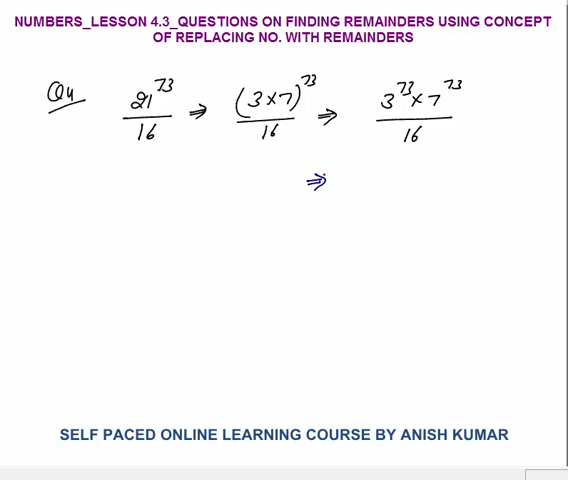 NUMBERS_LESSON 4.3_QUESTIONS ON FINDING REMAINDERS USING CONCEPT
OF REPLACING NO. WITH REMAINDERS
Q4 21^73/16 ⇒ (3×7)^73/16 ⇒ 3^73×7^73/16
⇒
SELF PACED ONLINE LEARNING COURSE BY ANISH KUMAR